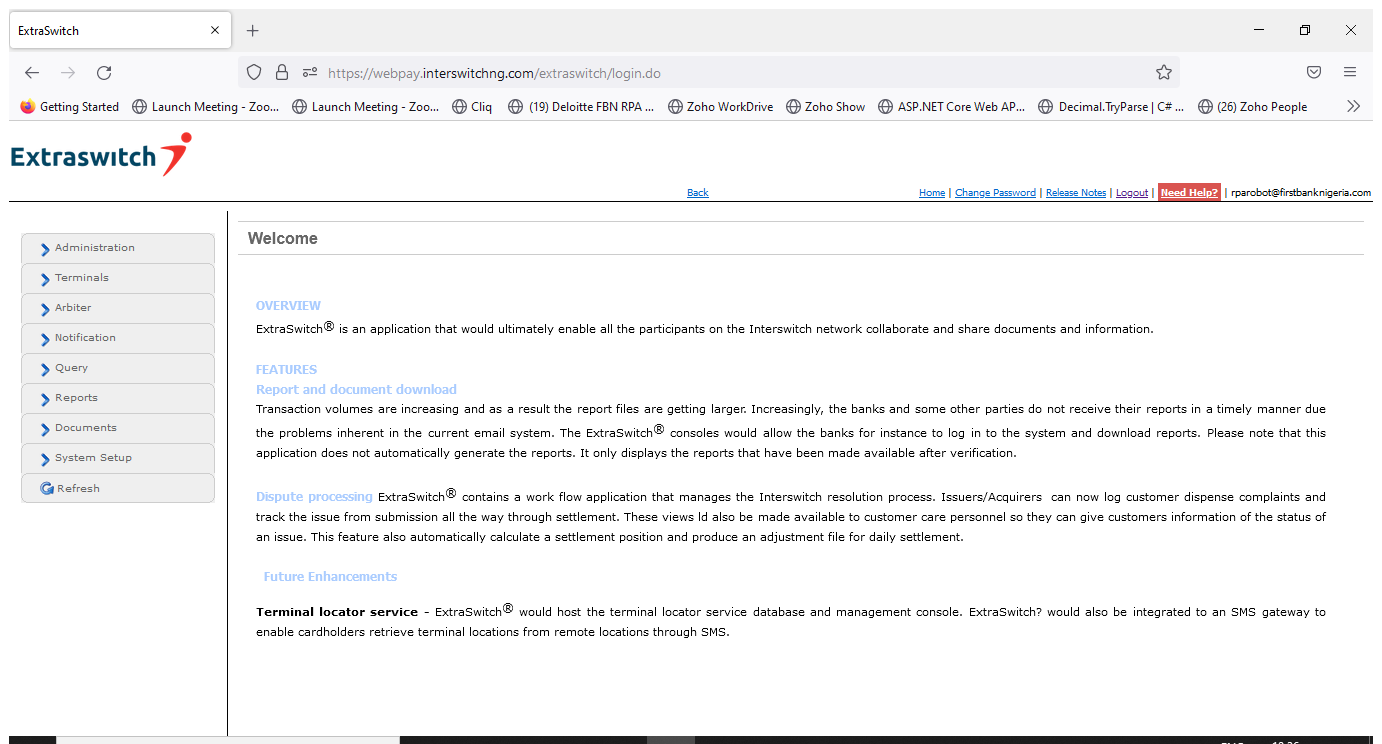 ExtraSwitch
https://webpay.interswitchng.com/extraswitch/login.do
Getting Started Launch Meeting - Zoo... Launch Meeting - Zoo... Cliq (19) Deloitte FBN RPA ... Zoho WorkDrive Zoho Show ASP.NET Core Web AP... Decimal.TryParse | C# ... (26) Zoho People
Extraswitch
Back Home | Change Password | Release Notes | Logout | Need Help? | rparobot@firstbanknigeria.com
Administration
Terminals
Arbiter
Notification
Query
Reports
Documents
System Setup
Refresh
Welcome
OVERVIEW
ExtraSwitch® is an application that would ultimately enable all the participants on the Interswitch network collaborate and share documents and information.
FEATURES
Report and document download
Transaction volumes are increasing and as a result the report files are getting larger. Increasingly, the banks and some other parties do not receive their reports in a timely manner due
the problems inherent in the current email system. The ExtraSwitch® consoles would allow the banks for instance to log in to the system and download reports. Please note that this
application does not automatically generate the reports. It only displays the reports that have been made available after verification.
Dispute processing ExtraSwitch® contains a work flow application that manages the Interswitch resolution process. Issuers/Acquirers can now log customer dispense complaints and
track the issue from submission all the way through settlement. These views ld also be made available to customer care personnel so they can give customers information of the status of
an issue. This feature also automatically calculate a settlement position and produce an adjustment file for daily settlement.
Future Enhancements
Terminal locator service - ExtraSwitch® would host the terminal locator service database and management console. ExtraSwitch? would also be integrated to an SMS gateway to
enable cardholders retrieve terminal locations from remote locations through SMS.